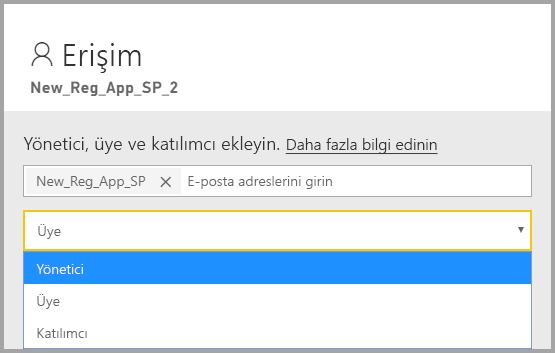 Erişim
New_Reg_App_SP_2
Yönetici, üye ve katılımcı ekleyin. Daha fazla bilgi edinin
New_Reg_App_SP E-posta adreslerini girin
Üye
Yönetici
Üye
Katılımcı